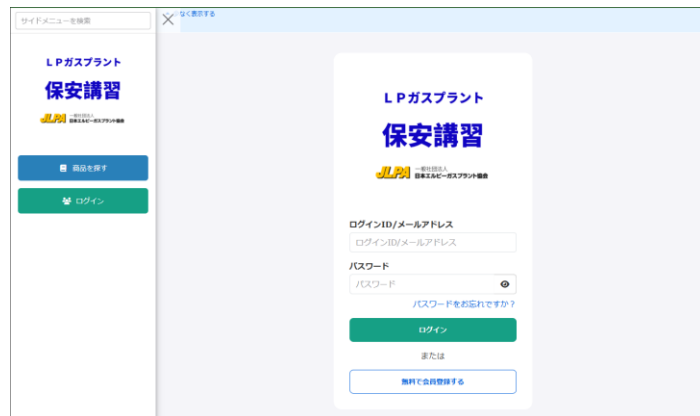 サイドメニューを検索
なく表示する
LPガスプラント
保安講習
JLPA 一般社団法人
日本エルピーガスプラント協会
商品を探す
ログイン
LPガスプラント
保安講習
JLPA 一般社団法人
日本エルピーガスプラント協会
ログインID/メールアドレス
ログインID/メールアドレス
パスワード
パスワード
パスワードをお忘れですか?
ログイン
または
無料で会員登録する